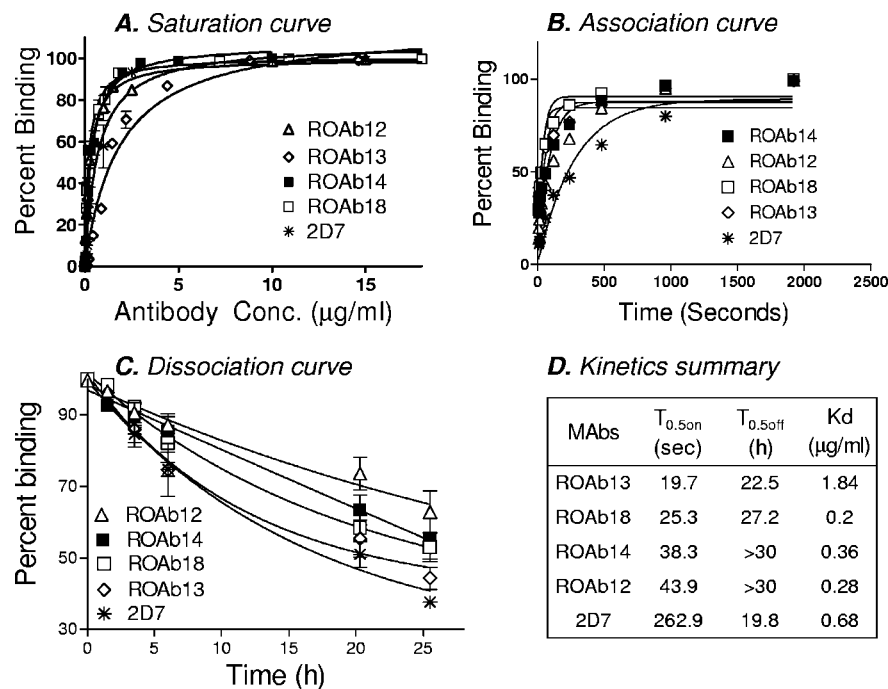 A. Saturation curve
Percent Binding
100
80
60
40
20
0
0
5
10
15
Antibody Conc. (μg/ml)
ROAb12
ROAb13
ROAb14
ROAb18
2D7
B. Association curve
Percent Binding
100
50
0
0
500
1000
1500
2000
2500
Time (Seconds)
ROAb14
ROAb12
ROAb18
ROAb13
2D7
C. Dissociation curve
Percent binding
90
70
50
30
0
5
10
15
20
25
Time (h)
ROAb12
ROAb14
ROAb18
ROAb13
2D7
D. Kinetics summary
MAbs T0.5on (sec) T0.5off (h) Kd (μg/ml)
ROAb13 19.7 22.5 1.84
ROAb18 25.3 27.2 0.2
ROAb14 38.3 >30 0.36
ROAb12 43.9 >30 0.28
2D7 262.9 19.8 0.68